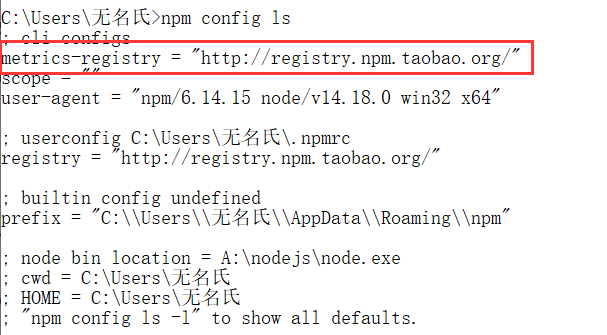 C:\Users\无名氏>npm config ls
; cli configs
metrics-registry = "http://registry.npm.taobao.org/"
scope = ""
user-agent = "npm/6.14.15 node/v14.18.0 win32 x64"
; userconfig C:\Users\无名氏\.npmrc
registry = "http://registry.npm.taobao.org/"
; builtin config undefined
prefix = "C:\\Users\\无名氏\\AppData\\Roaming\\npm"
; node bin location = A:\nodejs\node.exe
; cwd = C:\Users\无名氏
; HOME = C:\Users\无名氏
; "npm config ls -l" to show all defaults.